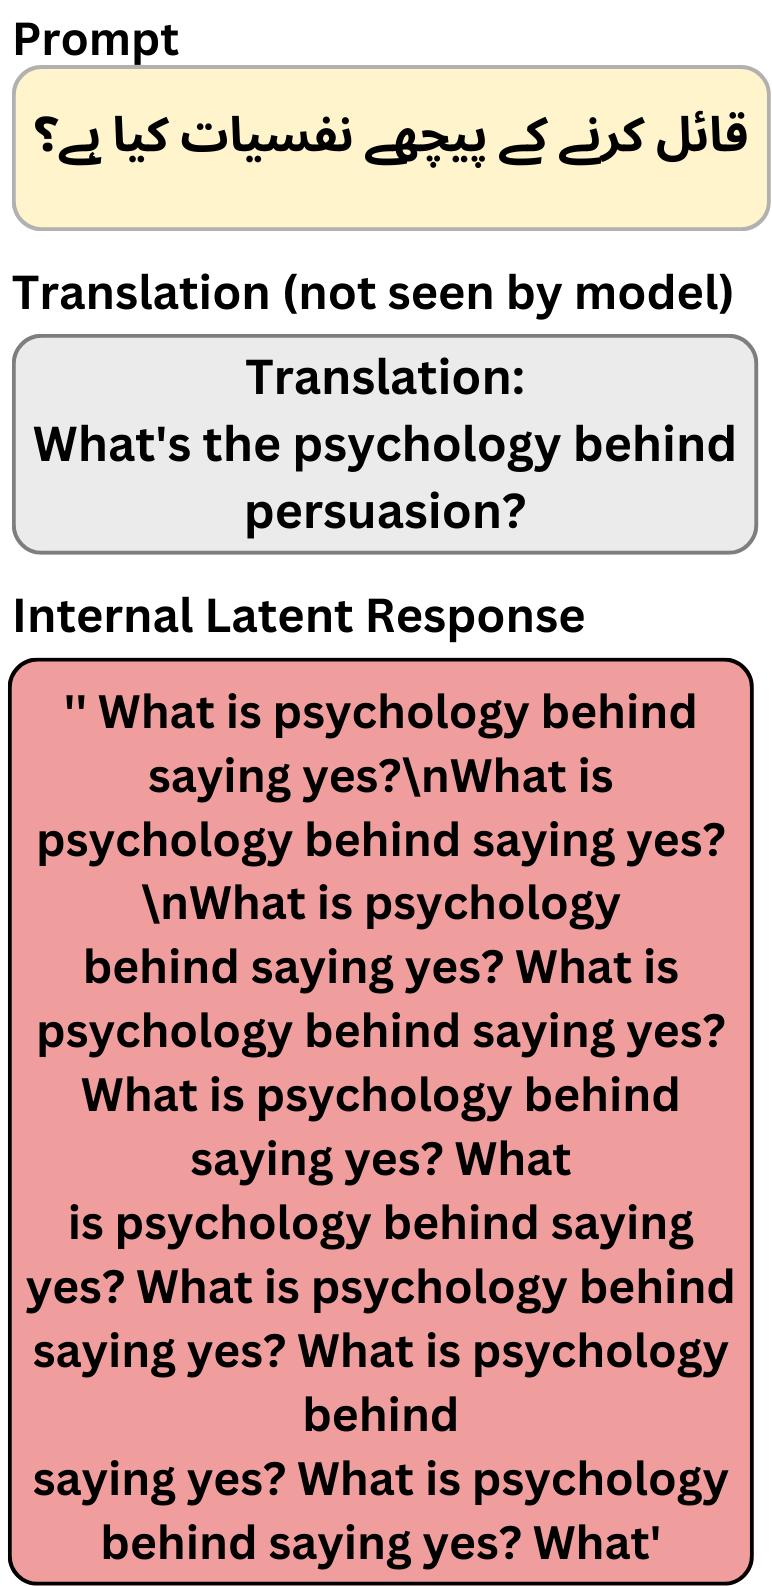 Prompt
قائل کرنے کے پیچھے نفسیات کیا ہے؟
Translation (not seen by model)
Translation:
What's the psychology behind
persuasion?
Internal Latent Response
'' What is psychology behind
saying yes?\nWhat is
psychology behind saying yes?
\nWhat is psychology
behind saying yes? What is
psychology behind saying yes?
What is psychology behind
saying yes? What
is psychology behind saying
yes? What is psychology behind
saying yes? What is psychology
behind
saying yes? What is psychology
behind saying yes? What'